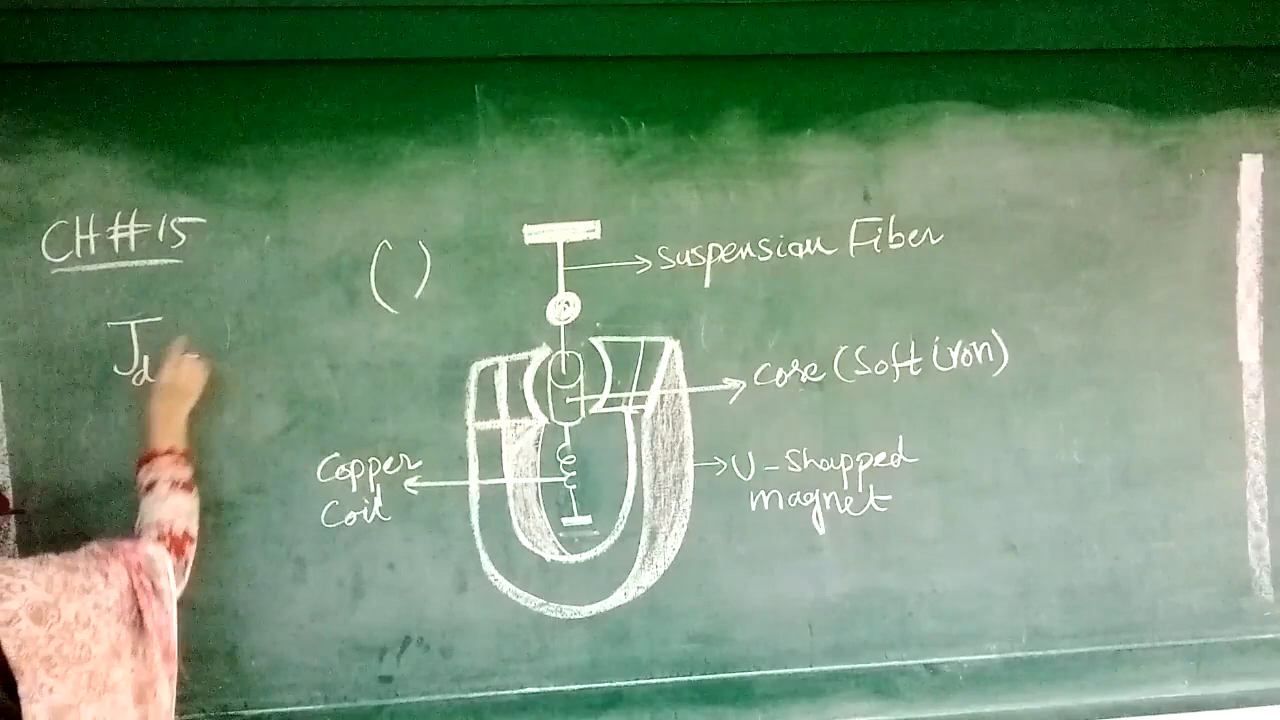 CH#15
( )
Suspension Fiber
Core (Soft iron)
Copper
Coil
U-shapped
magnet